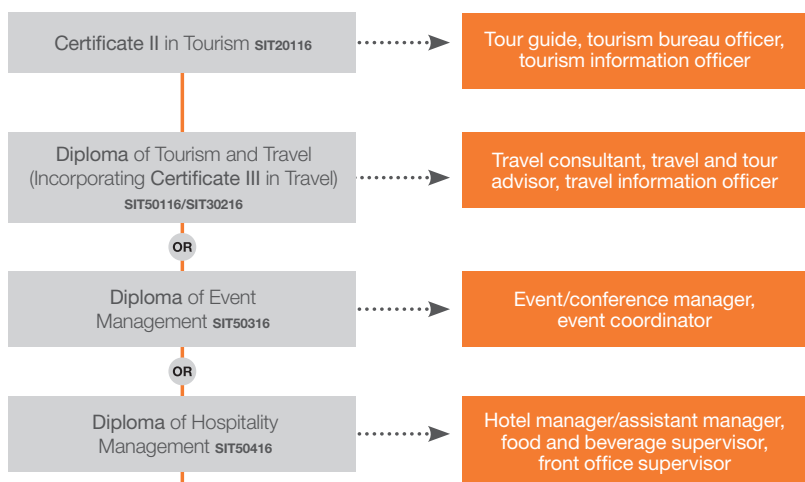 Certificate II in Tourism SIT20116
Tour guide, tourism bureau officer,
tourism information officer
Diploma of Tourism and Travel
(Incorporating Certificate III in Travel)
SIT50116/SIT30216
Travel consultant, travel and tour
advisor, travel information officer
OR
Diploma of Event
Management SIT50316
Event/conference manager,
event coordinator
OR
Diploma of Hospitality
Management SIT50416
Hotel manager/assistant manager,
food and beverage supervisor,
front office supervisor